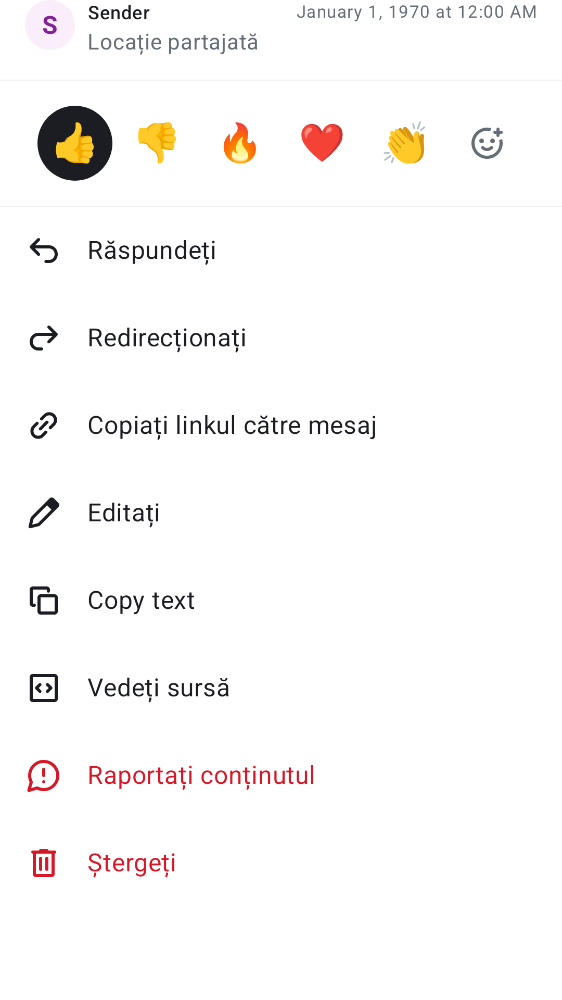 S
Sender
January 1, 1970 at 12:00 AM
Locație partajată
Răspundeți
Redirecționați
Copiați linkul către mesaj
Editați
Copy text
Vedeți sursă
Raportați conținutul
Ștergeți